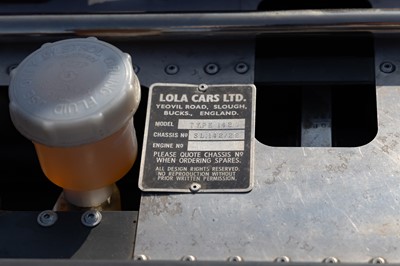 LOLA CARS LTD.
YEOVIL ROAD, SLOUGH,
BUCKS., ENGLAND.
MODEL TYPE
CHASSIS Nº
ENGINE Nº
PLEASE QUOTE CHASSIS Nº
WHEN ORDERING SPARES.
ALL DESIGN RIGHTS RESERVED.
NO REPRODUCTION WITHOUT
PRIOR WRITTEN PERMISSION.